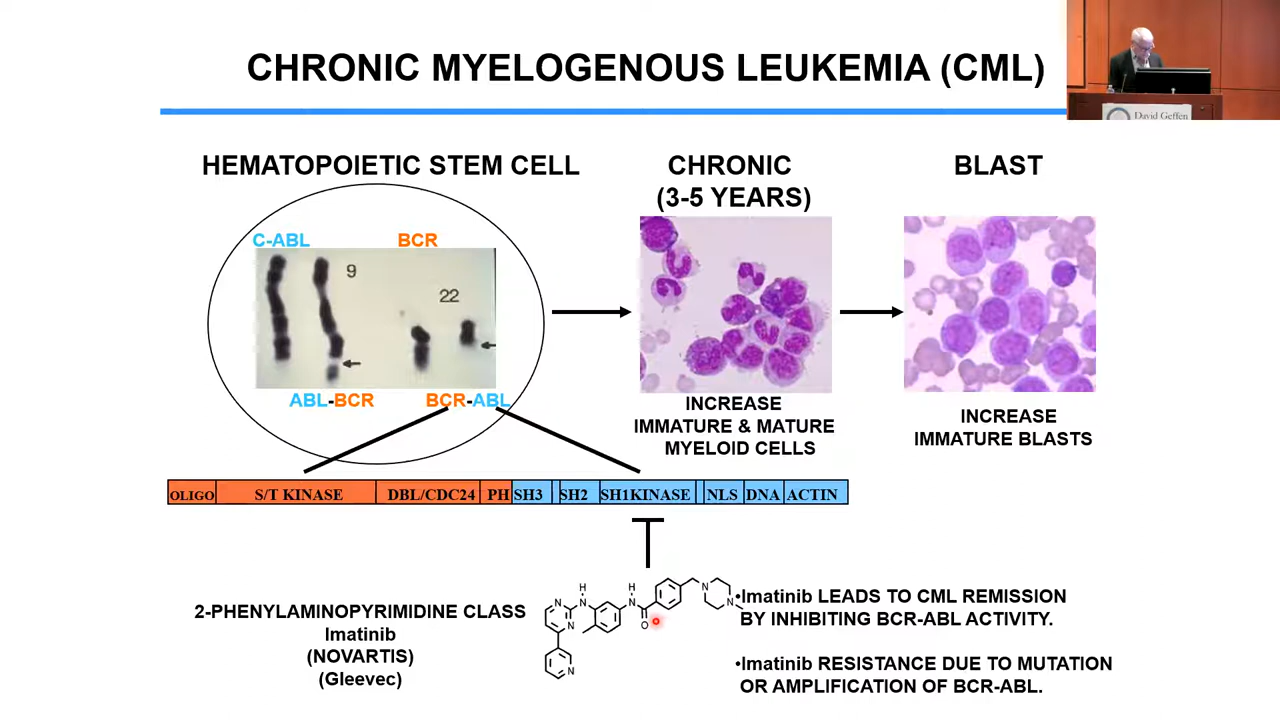 CHRONIC MYELOGENOUS LEUKEMIA (CML)
David Geffen
HEMATOPOIETIC STEM CELL
CHRONIC
(3-5 YEARS)
BLAST
C-ABL
BCR
9
22
ABL-BCR
BCR-ABL
INCREASE
IMMATURE & MATURE
MYELOID CELLS
INCREASE
IMMATURE BLASTS
OLIGO S/T KINASE DBL/CDC24 PH SH3 SH2 SH1KINASE NLS DNA ACTIN
2-PHENYLAMINOPYRIMIDINE CLASS
Imatinib
(NOVARTIS)
(Gleevec)
H
N
N
N
H
N
O
N
N
N
•Imatinib LEADS TO CML REMISSION
BY INHIBITING BCR-ABL ACTIVITY.
•Imatinib RESISTANCE DUE TO MUTATION
OR AMPLIFICATION OF BCR-ABL.